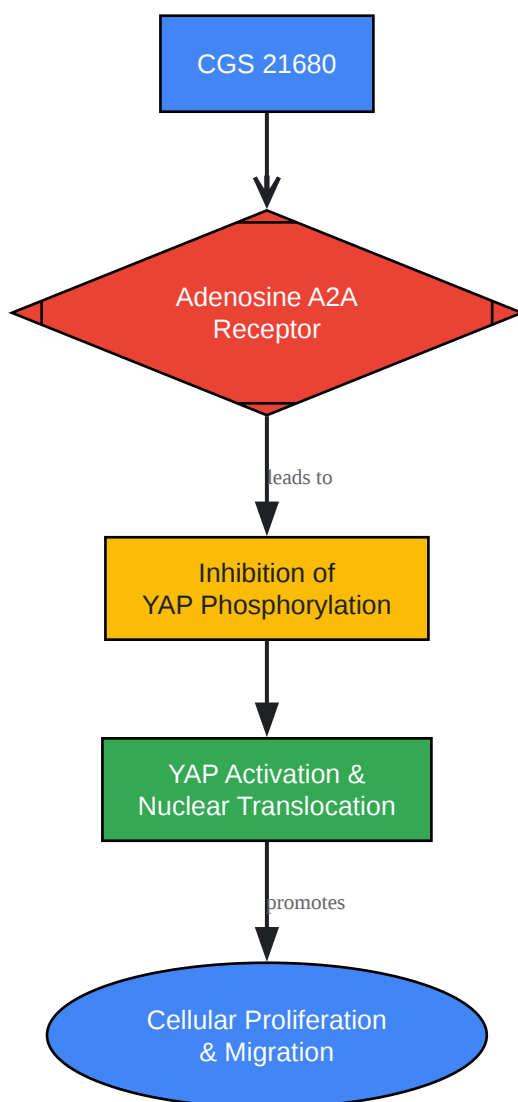 CGS 21680
Adenosine A2A
Receptor
leads to
Inhibition of
YAP Phosphorylation
YAP Activation &
Nuclear Translocation
promotes
Cellular Proliferation
& Migration